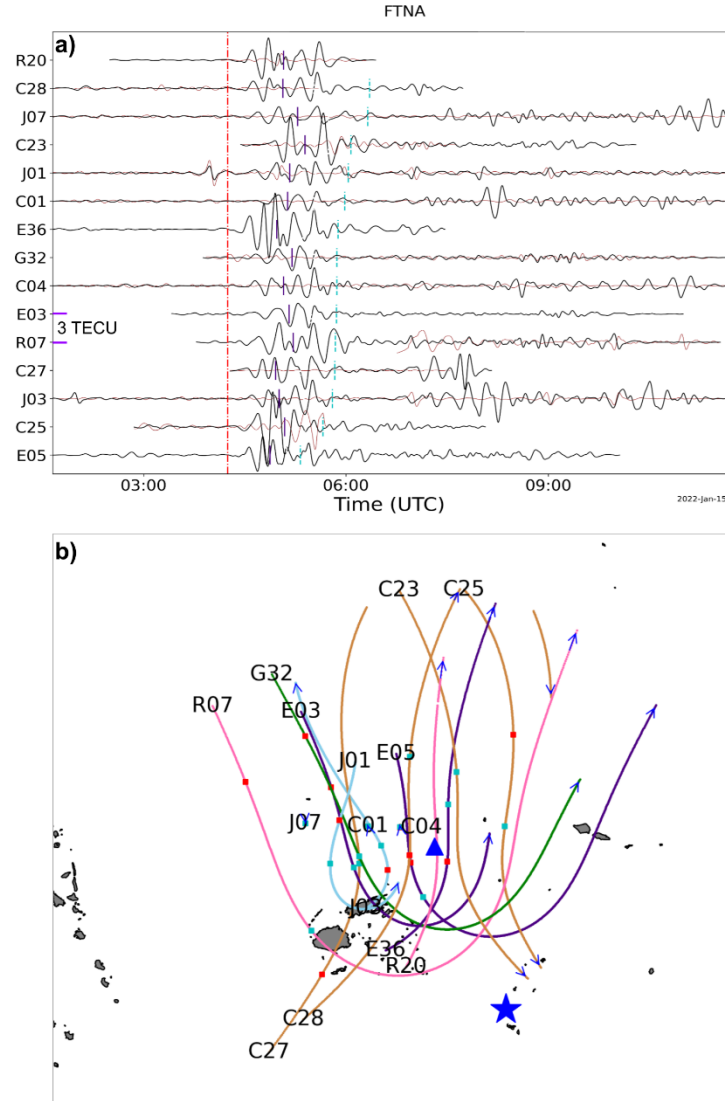 FTNA
a)
R20
C28
J07
C23
J01
C01
E36
G32
C04
E03
3 TECU
R07
C27
J03
C25
E05
03:00 06:00 09:00
Time (UTC)
2022-Jan-15
b)
C23 C25
G32
R07 E03
J01 E05
J07 C01 C04
J03
E36
R20
C28
C27